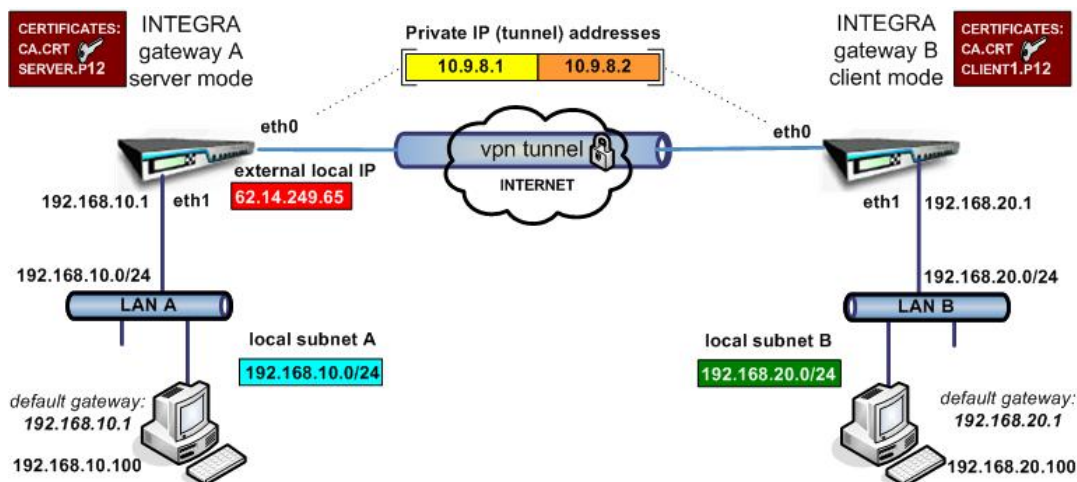 CERTIFICATES:
CA.CRT
SERVER.P12
INTEGRA
gateway A
server mode
Private IP (tunnel) addresses
10.9.8.1
10.9.8.2
INTEGRA
gateway B
client mode
CERTIFICATES:
CA.CRT
CLIENT1.P12
eth0
eth0
vpn tunnel
INTERNET
external local IP
62.14.249.65
192.168.10.1
eth1
eth1
192.168.20.1
192.168.10.0/24
192.168.20.0/24
LAN A
LAN B
local subnet A
192.168.10.0/24
local subnet B
192.168.20.0/24
default gateway:
192.168.10.1
192.168.10.100
default gateway:
192.168.20.1
192.168.20.100